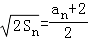 √(2Sₙ) = (aₙ+2)/2